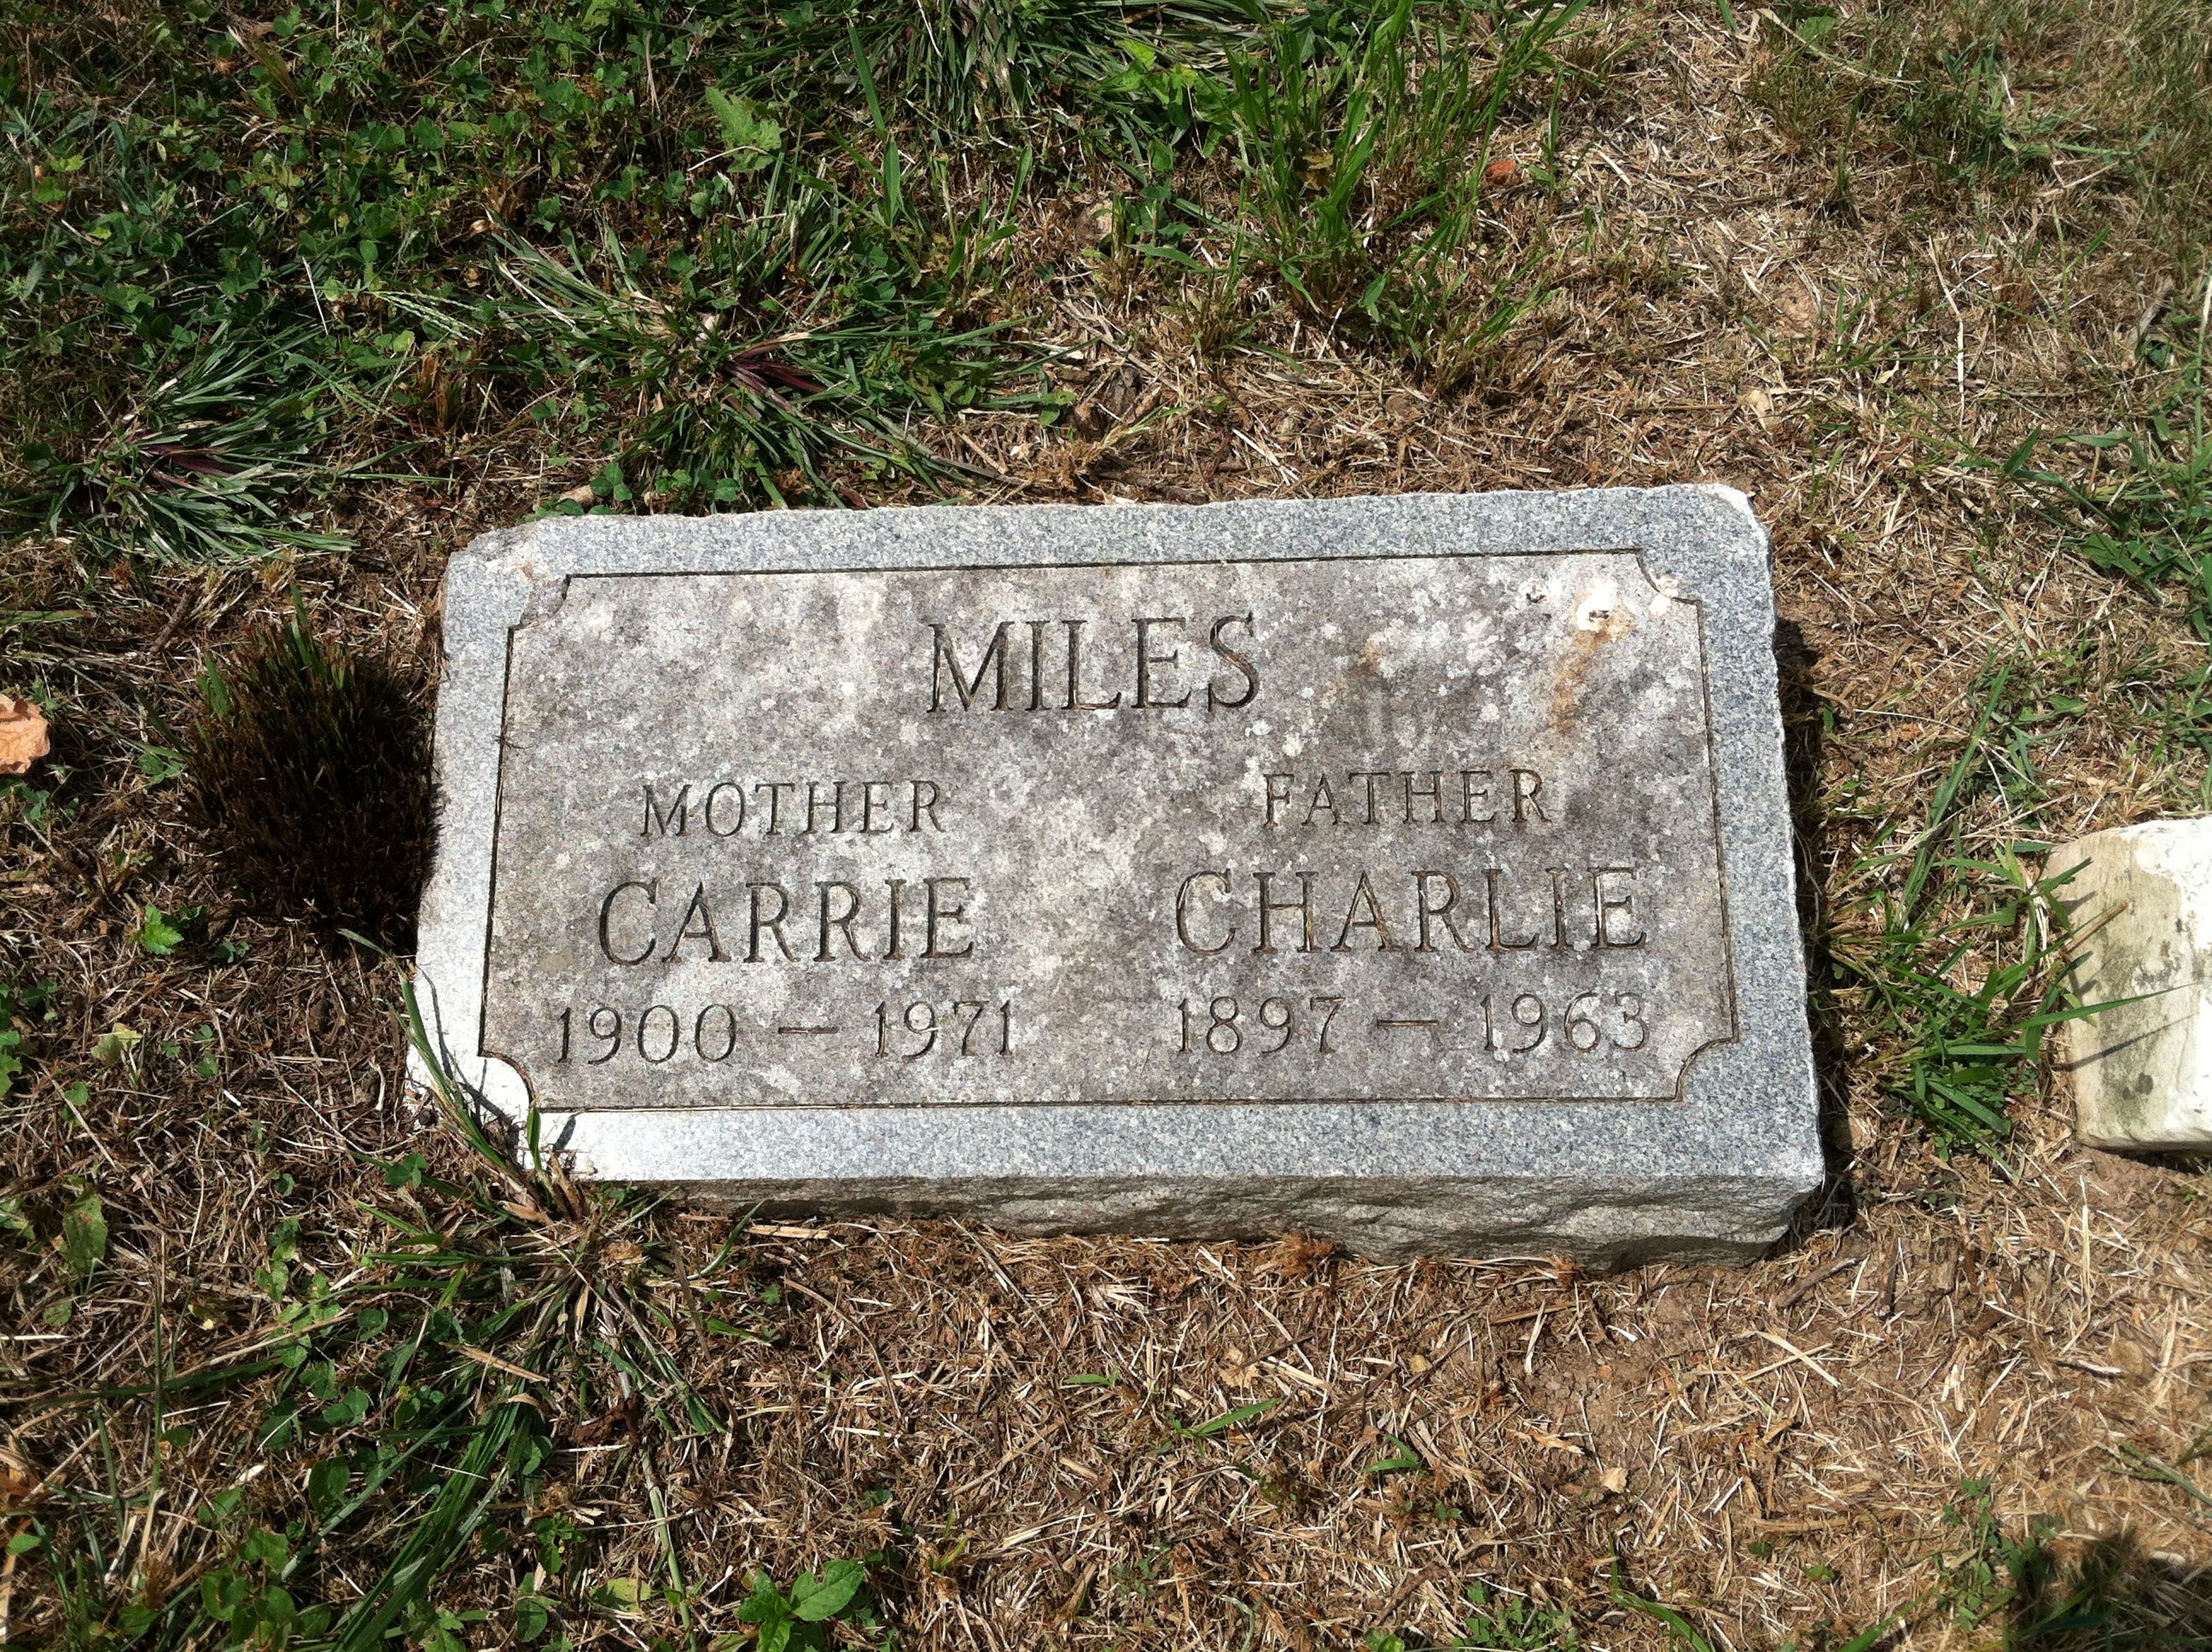 MILES
MOTHER FATHER
CARRIE CHARLIE
1900 — 1971 1897 — 1963